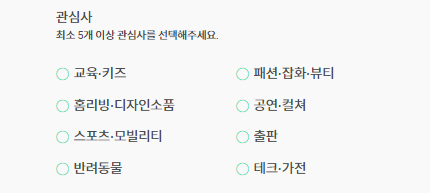 관심사
최소 5개 이상 관심사를 선택해주세요.
교육·키즈 패션·잡화·뷰티
홈리빙·디자인소품 공연·컬쳐
스포츠·모빌리티 출판
반려동물 테크·가전